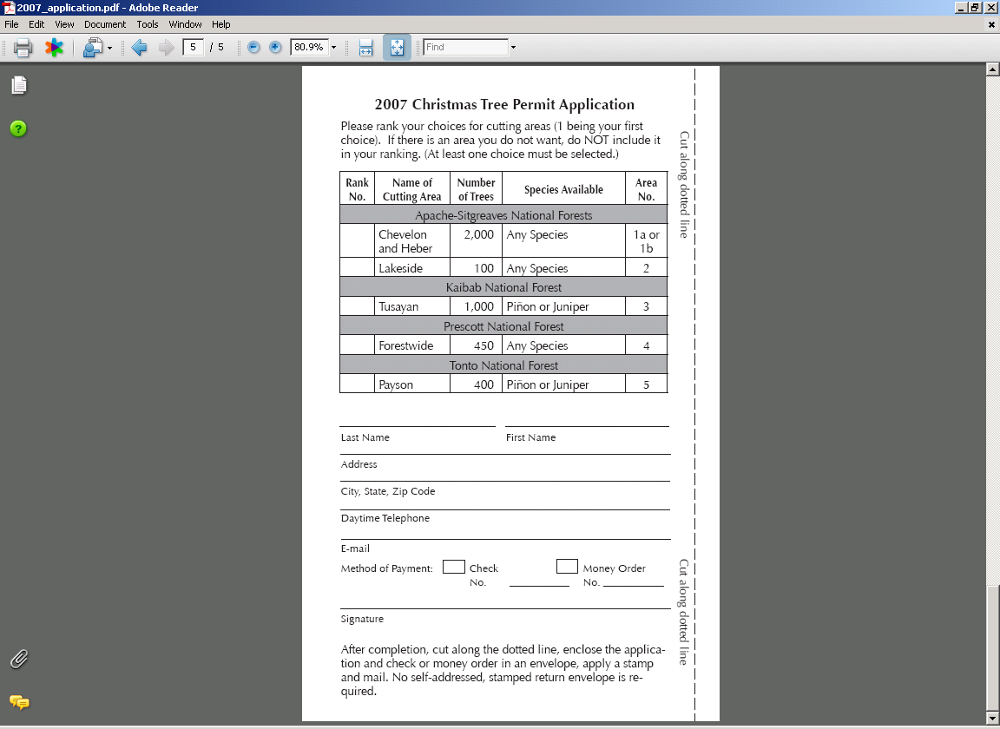 2007_application.pdf - Adobe Reader
File Edit View Document Tools Window Help
5 / 5 80.9% Find
2007 Christmas Tree Permit Application
Please rank your choices for cutting areas (1 being your first
choice). If there is an area you do not want, do NOT include it
in your ranking. (At least one choice must be selected.)
Rank Name of Number Species Available Area
No. Cutting Area of Trees No.
Apache-Sitgreaves National Forests
Chevelon 2,000 Any Species 1a or
and Heber 1b
Lakeside 100 Any Species 2
Kaibab National Forest
Tusayan 1,000 Piñon or Juniper 3
Prescott National Forest
Forestwide 450 Any Species 4
Tonto National Forest
Payson 400 Piñon or Juniper 5
Last Name First Name
Address
City, State, Zip Code
Daytime Telephone
E-mail
Method of Payment: Check Money Order
No. No.
Signature
After completion, cut along the dotted line, enclose the applica-
tion and check or money order in an envelope, apply a stamp
and mail. No self-addressed, stamped return envelope is re-
quired.
Cut along dotted line
Cut along dotted line